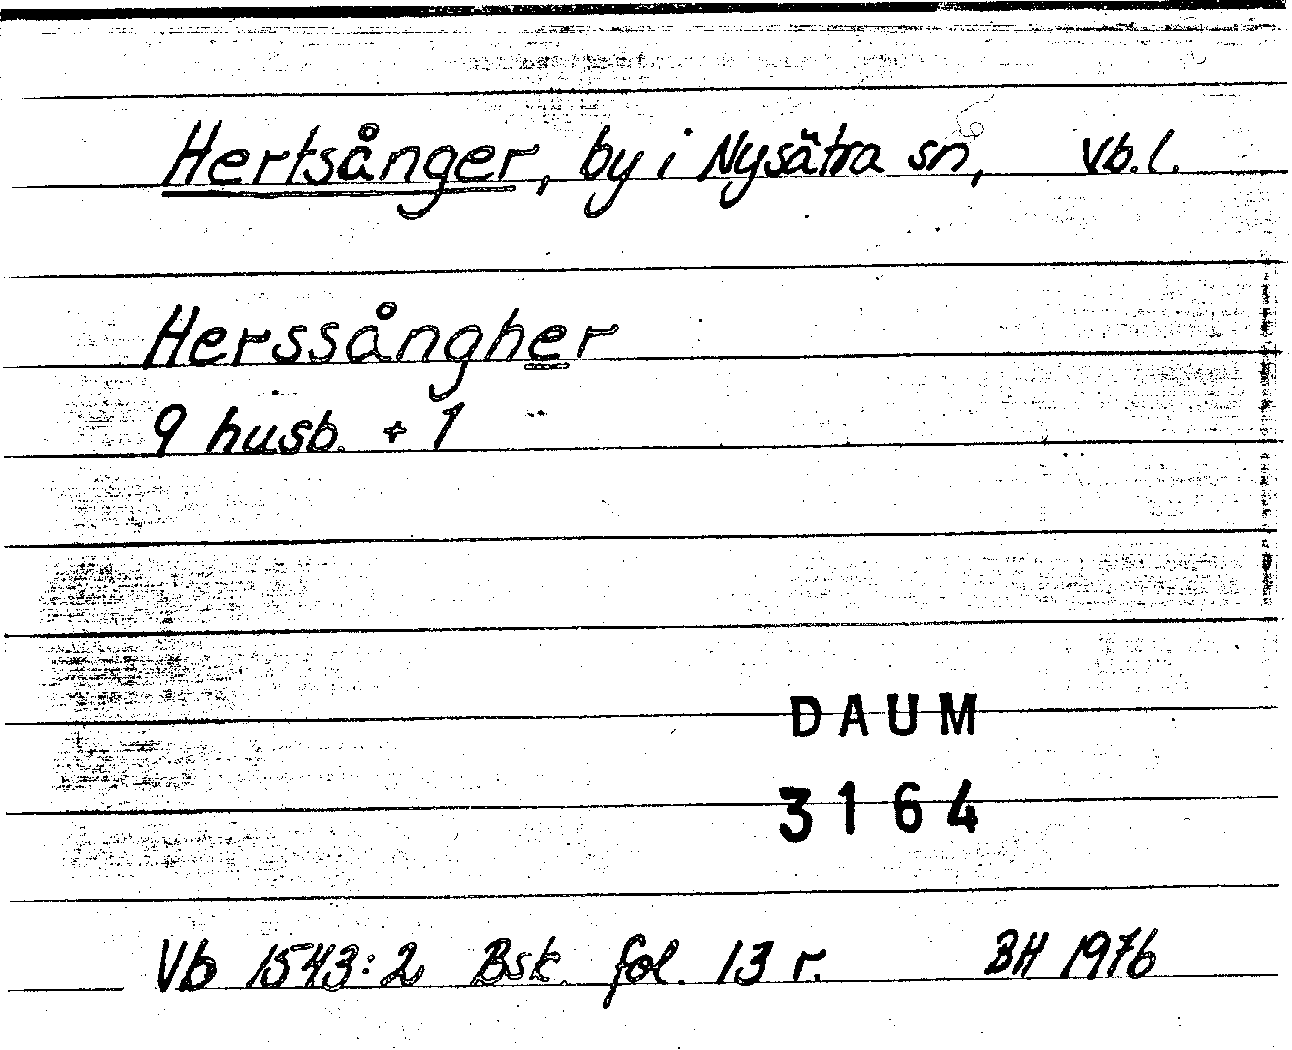 Hertsånger, by i Nysätra sn, Vb.l.
Herssångher
9 husb. + 1
DAUM
3164
Vb 1543:2 Bsk. fol. 13 r. BH 1976